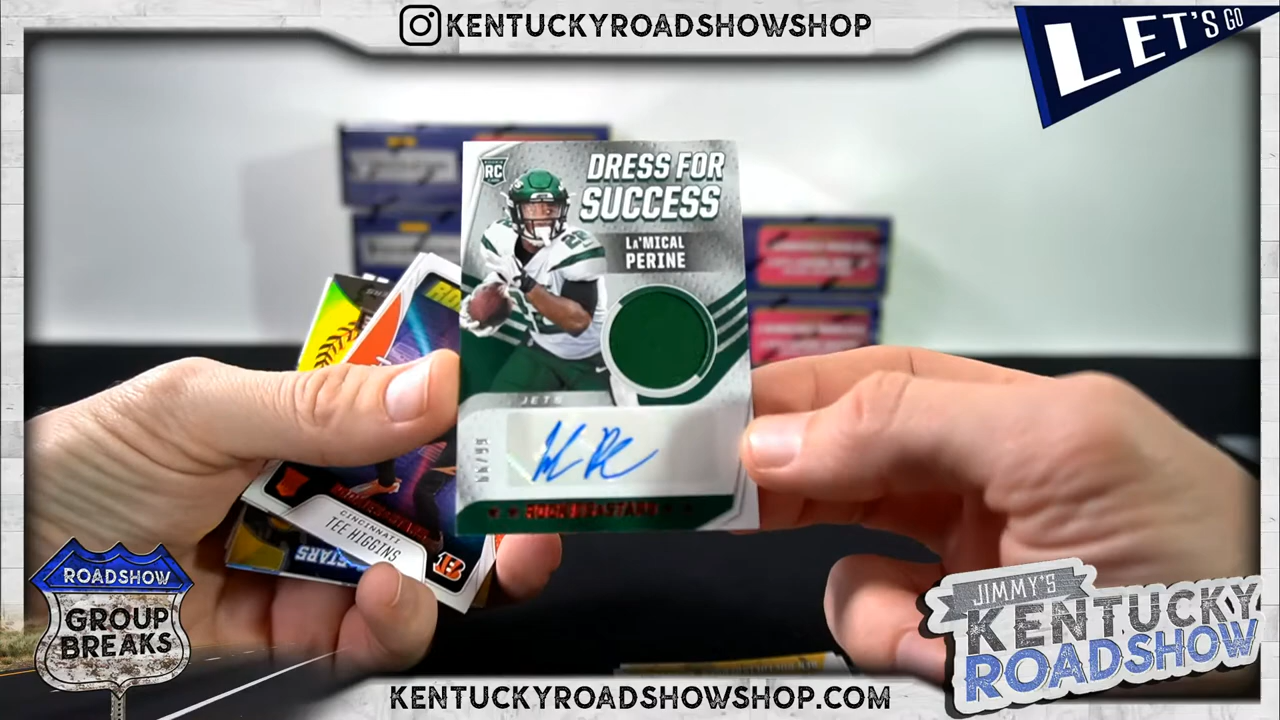 KENTUCKYROADSHOWSHOP
LET'S GO
RC
DRESS FOR
SUCCESS
LA'MICAL
PERINE
JETS
CINCINNATI
TEE HIGGINS
ROADSHOW
GROUP
BREAKS
JIMMY'S
KENTUCKY
ROADSHOW
KENTUCKYROADSHOWSHOP.COM